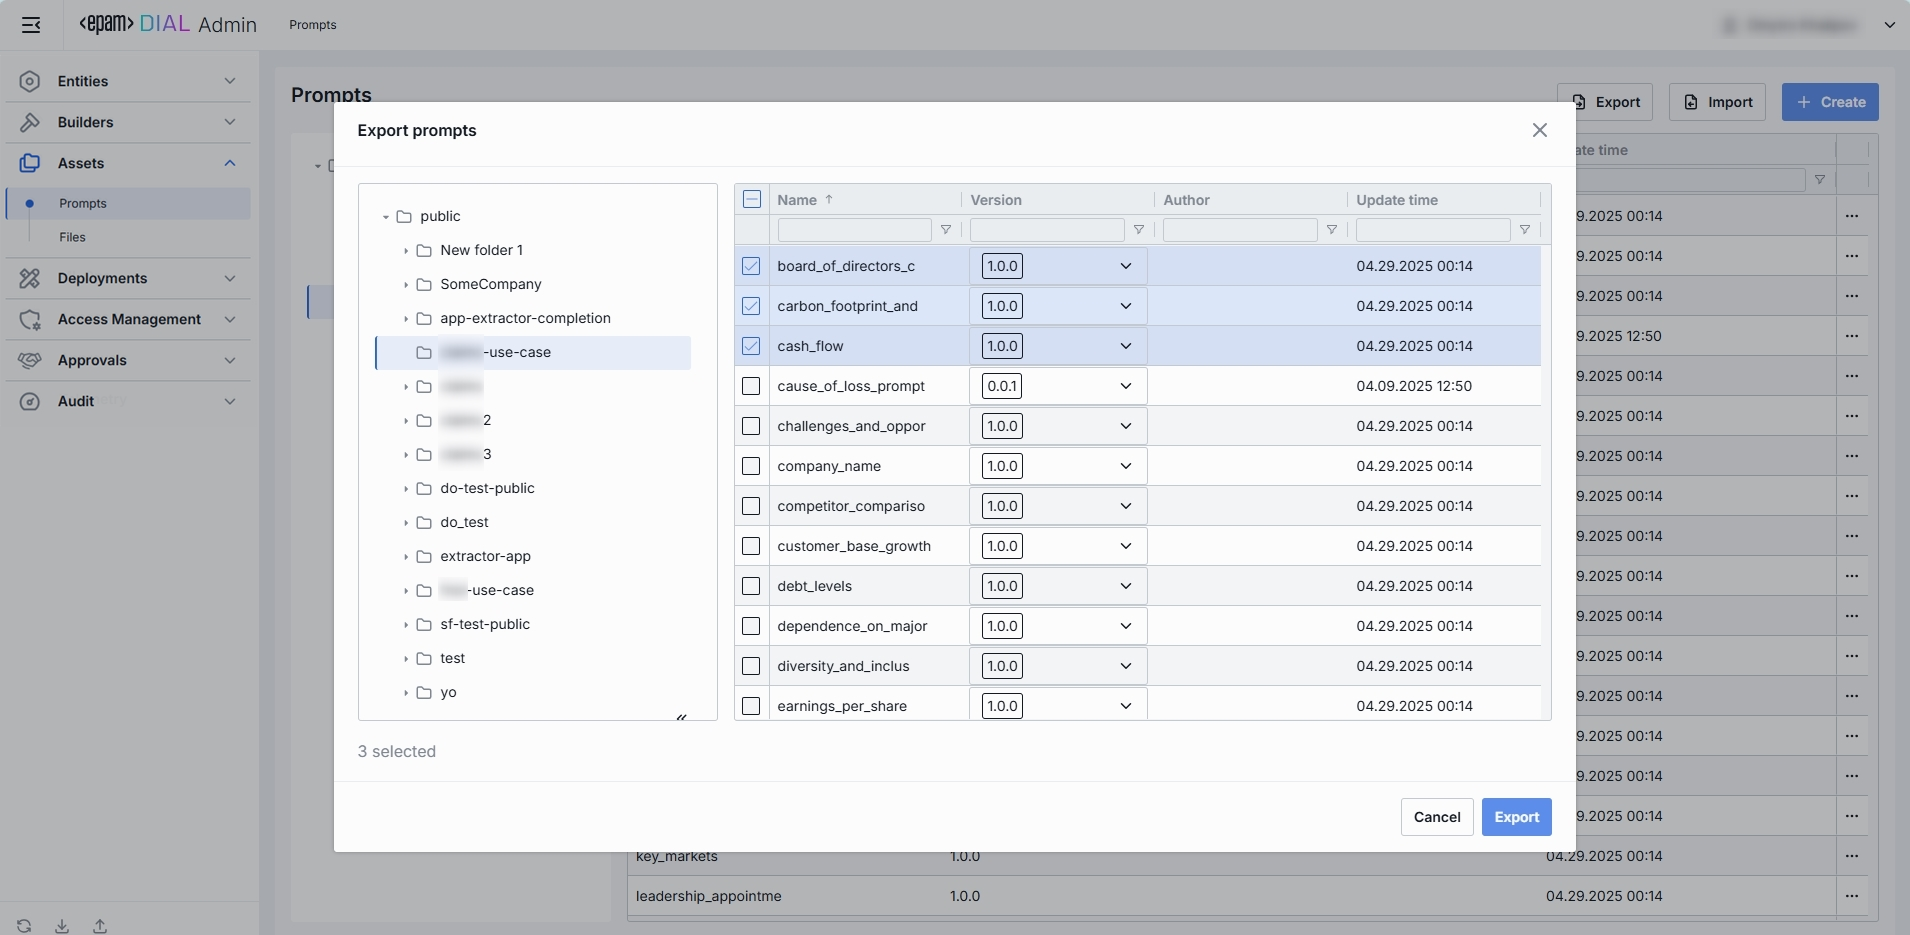 <epam> DIAL Admin
Prompts
Entities
Builders
Assets
Prompts
Files
Deployments
Access Management
Approvals
Audit
Prompts
Export
Import
Create
Export prompts
public
New folder 1
SomeCompany
app-extractor-completion
-use-case
2
3
do-test-public
do_test
extractor-app
-use-case
sf-test-public
test
yo
Name Version Author Update time
board_of_directors_c 1.0.0 04.29.2025 00:14
carbon_footprint_and 1.0.0 04.29.2025 00:14
cash_flow 1.0.0 04.29.2025 00:14
cause_of_loss_prompt 0.0.1 04.09.2025 12:50
challenges_and_oppor 1.0.0 04.29.2025 00:14
company_name 1.0.0 04.29.2025 00:14
competitor_compariso 1.0.0 04.29.2025 00:14
customer_base_growth 1.0.0 04.29.2025 00:14
debt_levels 1.0.0 04.29.2025 00:14
dependence_on_major 1.0.0 04.29.2025 00:14
diversity_and_inclus 1.0.0 04.29.2025 00:14
earnings_per_share 1.0.0 04.29.2025 00:14
3 selected
Cancel
Export
ate time
9.2025 00:14
9.2025 00:14
9.2025 00:14
9.2025 12:50
9.2025 00:14
9.2025 00:14
9.2025 00:14
9.2025 00:14
9.2025 00:14
9.2025 00:14
9.2025 00:14
9.2025 00:14
9.2025 00:14
9.2025 00:14
9.2025 00:14
9.2025 00:14
key_markets 1.0.0 04.29.2025 00:14
leadership_appointme 1.0.0 04.29.2025 00:14